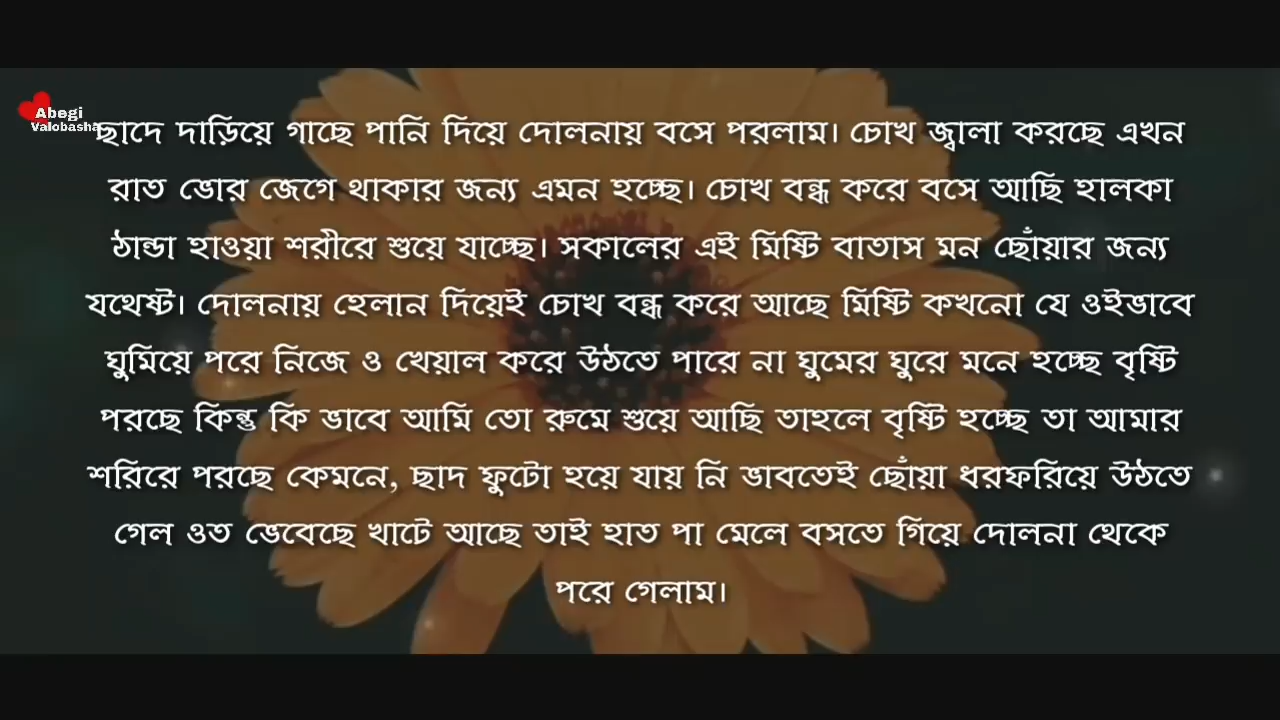 Abegi
Valobasha
ছাদে দাড়িয়ে গাছে পানি দিয়ে দোলনায় বসে পরলাম। চোখ জ্বালা করছে এখন
রাত ভোর জেগে থাকার জন্য এমন হচ্ছে। চোখ বন্ধ করে বসে আছি হালকা
ঠান্ডা হাওয়া শরীরে শুয়ে যাচ্ছে। সকালের এই মিষ্টি বাতাস মন ছোঁয়ার জন্য
যথেষ্ট। দোলনায় হেলান দিয়েই চোখ বন্ধ করে আছে মিষ্টি কখনো যে ওইভাবে
ঘুমিয়ে পরে নিজে ও খেয়াল করে উঠতে পারে না ঘুমের ঘুরে মনে হচ্ছে বৃষ্টি
পরছে কিন্তু কি ভাবে আমি তো রুমে শুয়ে আছি তাহলে বৃষ্টি হচ্ছে তা আমার
শরিরে পরছে কেমনে, ছাদ ফুটো হয়ে যায় নি ভাবতেই ছোঁয়া ধরফরিয়ে উঠতে
গেল ওত ভেবেছে খাটে আছে তাই হাত পা মেলে বসতে গিয়ে দোলনা থেকে
পরে গেলাম।